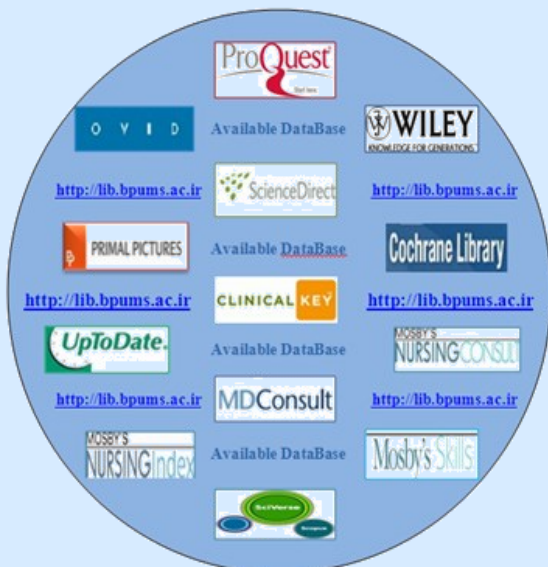 ProQuest
Start here.
O V I D
Available DataBase
WILEY
KNOWLEDGE FOR GENERATIONS
http://lib.bpums.ac.ir
ScienceDirect
http://lib.bpums.ac.ir
PRIMAL PICTURES
Available DataBase
Cochrane Library
http://lib.bpums.ac.ir
CLINICAL KEY
http://lib.bpums.ac.ir
UpToDate
Available DataBase
MOSBY'S
NURSING CONSULT
http://lib.bpums.ac.ir
MDConsult
http://lib.bpums.ac.ir
MOSBY'S
NURSING Index
Available DataBase
Mosby's Skills
SciVerse
Scopus